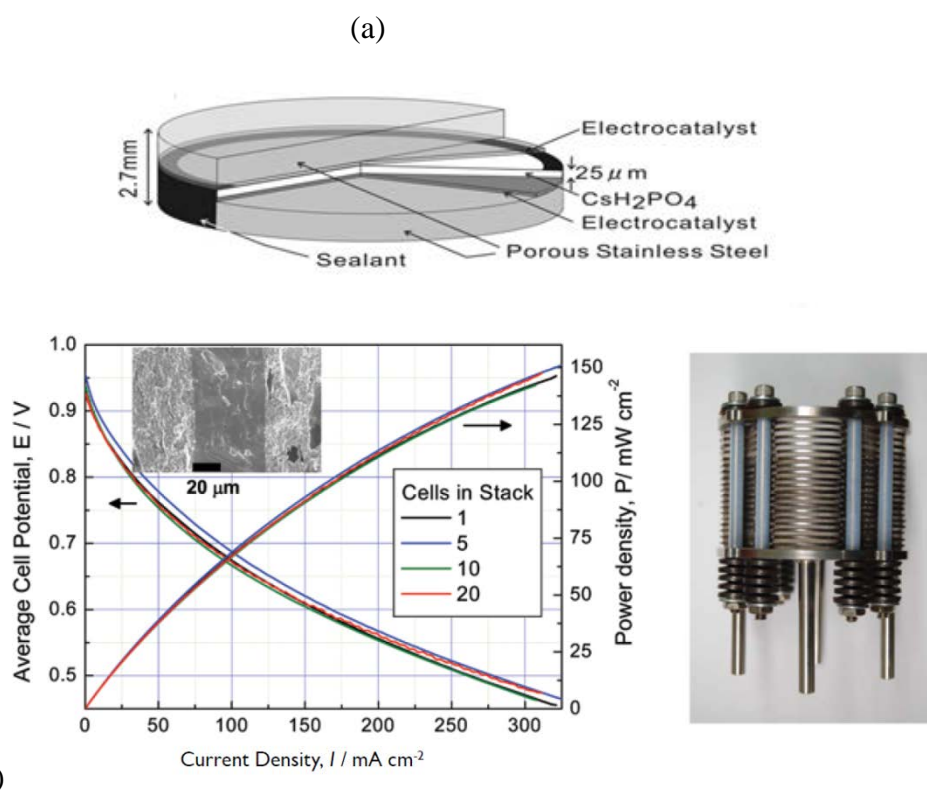 (a)
Electrocatalyst
2.7mm
25μm
CsH2PO4
Electrocatalyst
Porous Stainless Steel
Sealant
1.0
0.9
0.8
0.7
0.6
0.5
Average Cell Potential, E / V
20 μm
Cells in Stack
1
5
10
20
150
125
100
75
50
25
0
Power density, P/ mW cm-2
0 50 100 150 200 250 300
Current Density, I / mA cm-2
)